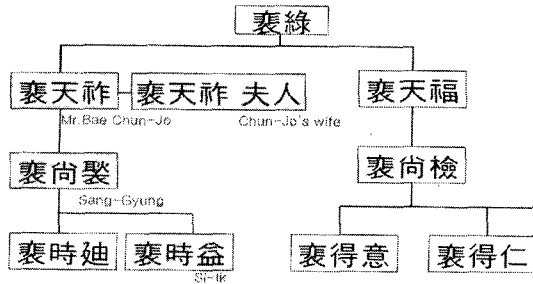 裵綠
裵天祚 裵天祚 夫人 裵天福
Mr.Bae Chun-Jo Chun-Jo's wife
裵尙褧 裵尙檢
Sang-Gyung
裵時廸 裵時益 裵得意 裵得仁
Si-Ik